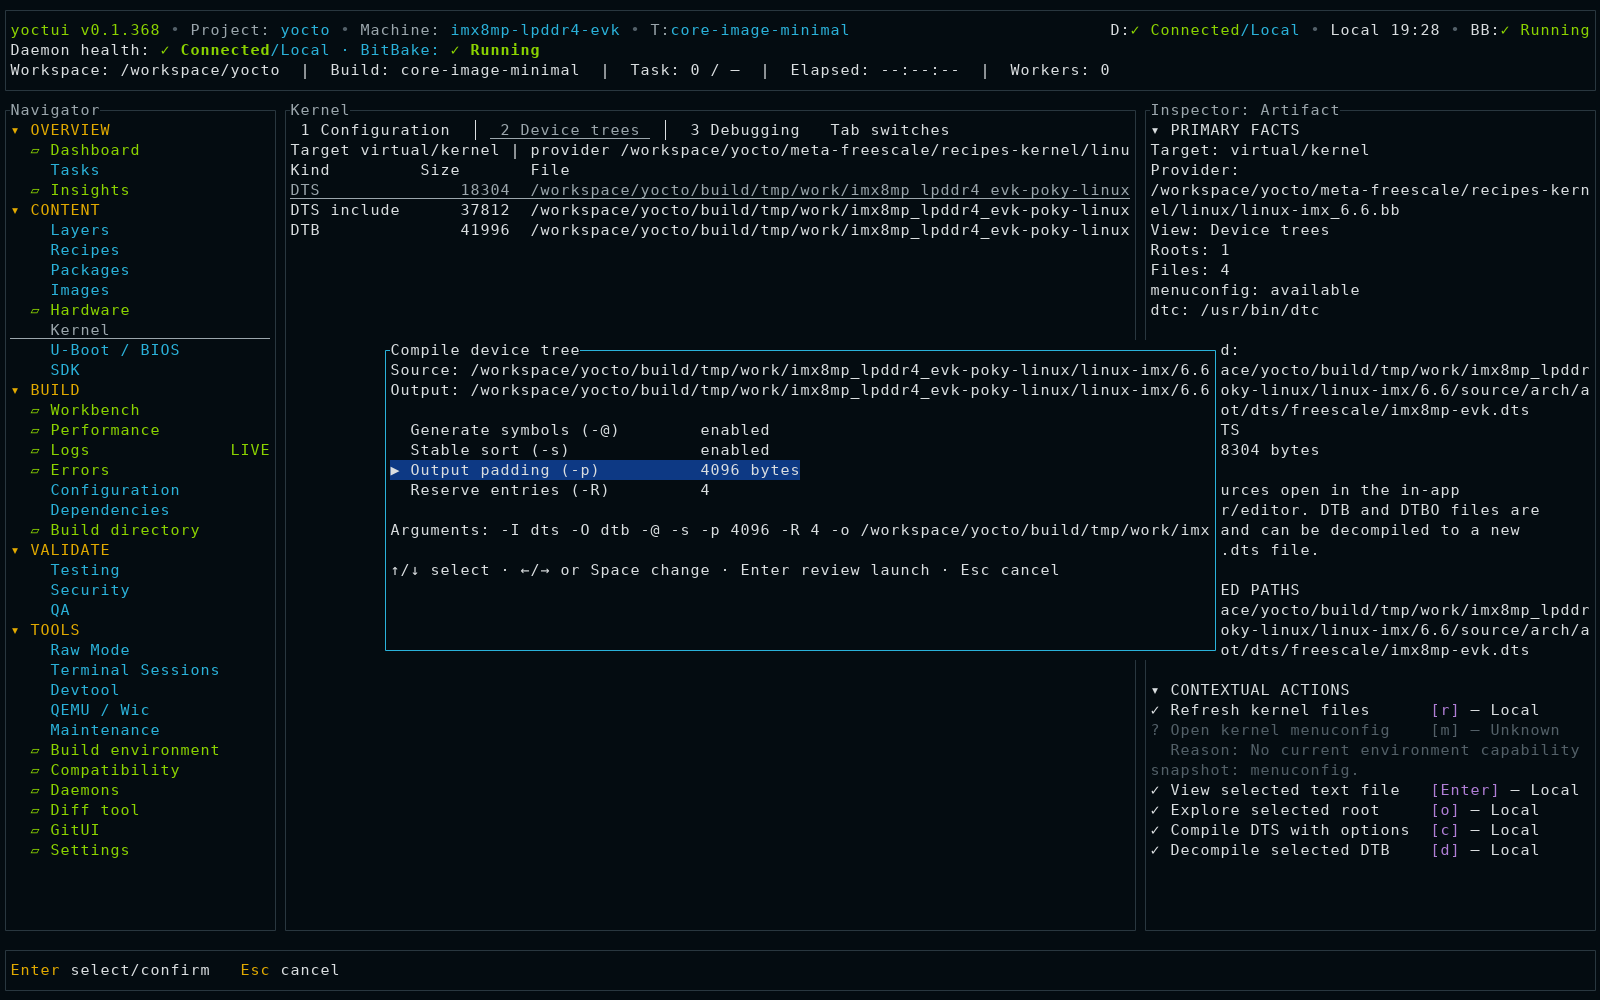 yoctui v0.1.368 • Project: yocto • Machine: imx8mp-lpddr4-evk • T:core-image-minimal D:✓ Connected/Local • Local 19:28 • BB:✓ Running
Daemon health: ✓ Connected/Local · BitBake: ✓ Running
Workspace: /workspace/yocto | Build: core-image-minimal | Task: 0 / — | Elapsed: --:--:-- | Workers: 0
Navigator
▾ OVERVIEW
▱ Dashboard
Tasks
▱ Insights
▾ CONTENT
Layers
Recipes
Packages
Images
▱ Hardware
Kernel
U-Boot / BIOS
SDK
▾ BUILD
▱ Workbench
▱ Performance
▱ Logs LIVE
▱ Errors
Configuration
Dependencies
▱ Build directory
▾ VALIDATE
Testing
Security
QA
▾ TOOLS
Raw Mode
Terminal Sessions
Devtool
QEMU / Wic
Maintenance
▱ Build environment
▱ Compatibility
▱ Daemons
▱ Diff tool
▱ GitUI
▱ Settings
Kernel
1 Configuration │ 2 Device trees │ 3 Debugging Tab switches
Target virtual/kernel | provider /workspace/yocto/meta-freescale/recipes-kernel/linu
Kind Size File
DTS 18304 /workspace/yocto/build/tmp/work/imx8mp_lpddr4_evk-poky-linux
DTS include 37812 /workspace/yocto/build/tmp/work/imx8mp_lpddr4_evk-poky-linux
DTB 41996 /workspace/yocto/build/tmp/work/imx8mp_lpddr4_evk-poky-linux
Compile device tree
Source: /workspace/yocto/build/tmp/work/imx8mp_lpddr4_evk-poky-linux/linux-imx/6.6
Output: /workspace/yocto/build/tmp/work/imx8mp_lpddr4_evk-poky-linux/linux-imx/6.6
Generate symbols (-@) enabled
Stable sort (-s) enabled
▶ Output padding (-p) 4096 bytes
Reserve entries (-R) 4
Arguments: -I dts -O dtb -@ -s -p 4096 -R 4 -o /workspace/yocto/build/tmp/work/imx
↑/↓ select · ←/→ or Space change · Enter review launch · Esc cancel
Inspector: Artifact
▾ PRIMARY FACTS
Target: virtual/kernel
Provider:
/workspace/yocto/meta-freescale/recipes-kern
el/linux/linux-imx_6.6.bb
View: Device trees
Roots: 1
Files: 4
menuconfig: available
dtc: /usr/bin/dtc
d:
ace/yocto/build/tmp/work/imx8mp_lpddr
oky-linux/linux-imx/6.6/source/arch/a
ot/dts/freescale/imx8mp-evk.dts
TS
8304 bytes
urces open in the in-app
r/editor. DTB and DTBO files are
and can be decompiled to a new
.dts file.
ED PATHS
ace/yocto/build/tmp/work/imx8mp_lpddr
oky-linux/linux-imx/6.6/source/arch/a
ot/dts/freescale/imx8mp-evk.dts
▾ CONTEXTUAL ACTIONS
✓ Refresh kernel files [r] — Local
? Open kernel menuconfig [m] — Unknown
Reason: No current environment capability
snapshot: menuconfig.
✓ View selected text file [Enter] — Local
✓ Explore selected root [o] — Local
✓ Compile DTS with options [c] — Local
✓ Decompile selected DTB [d] — Local
Enter select/confirm Esc cancel